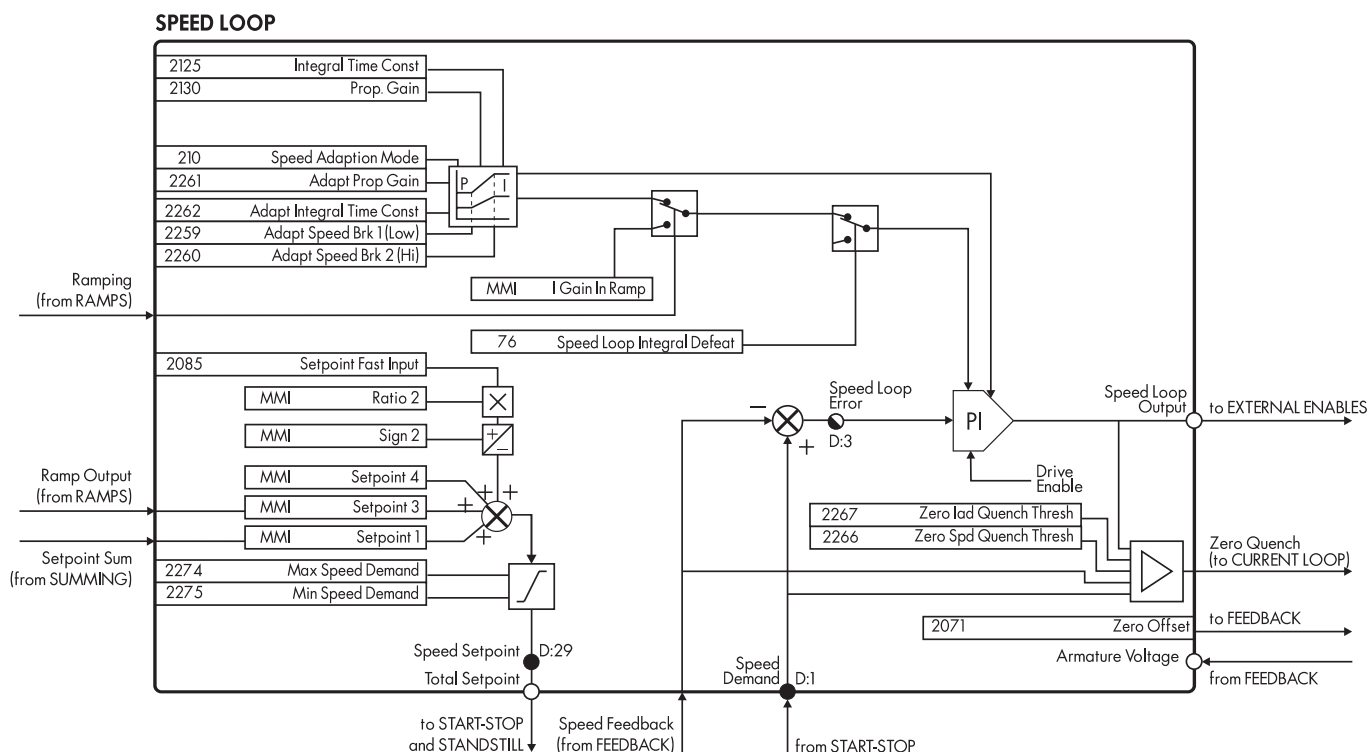 SPEED LOOP
2125 Integral Time Const
2130 Prop. Gain
210 Speed Adaption Mode
2261 Adapt Prop Gain
P I
2262 Adapt Integral Time Const
2259 Adapt Speed Brk 1 (Low)
2260 Adapt Speed Brk 2 (Hi)
Ramping
(from RAMPS)
MMI I Gain In Ramp
76 Speed Loop Integral Defeat
2085 Setpoint Fast Input
MMI Ratio 2
MMI Sign 2
+
−
Speed Loop
Error
D:3
−
+
PI
Speed Loop
Output
to EXTERNAL ENABLES
Drive
Enable
Ramp Output
(from RAMPS)
MMI Setpoint 4
MMI Setpoint 3
MMI Setpoint 1
+ +
+
+
Setpoint Sum
(from SUMMING)
2267 Zero Iad Quench Thresh
2266 Zero Spd Quench Thresh
Zero Quench
(to CURRENT LOOP)
2274 Max Speed Demand
2275 Min Speed Demand
2071 Zero Offset
to FEEDBACK
Speed Setpoint D:29
Total Setpoint
Speed
Demand D:1
Armature Voltage
from FEEDBACK
to START-STOP
and STANDSTILL
Speed Feedback
(from FEEDBACK)
from START-STOP